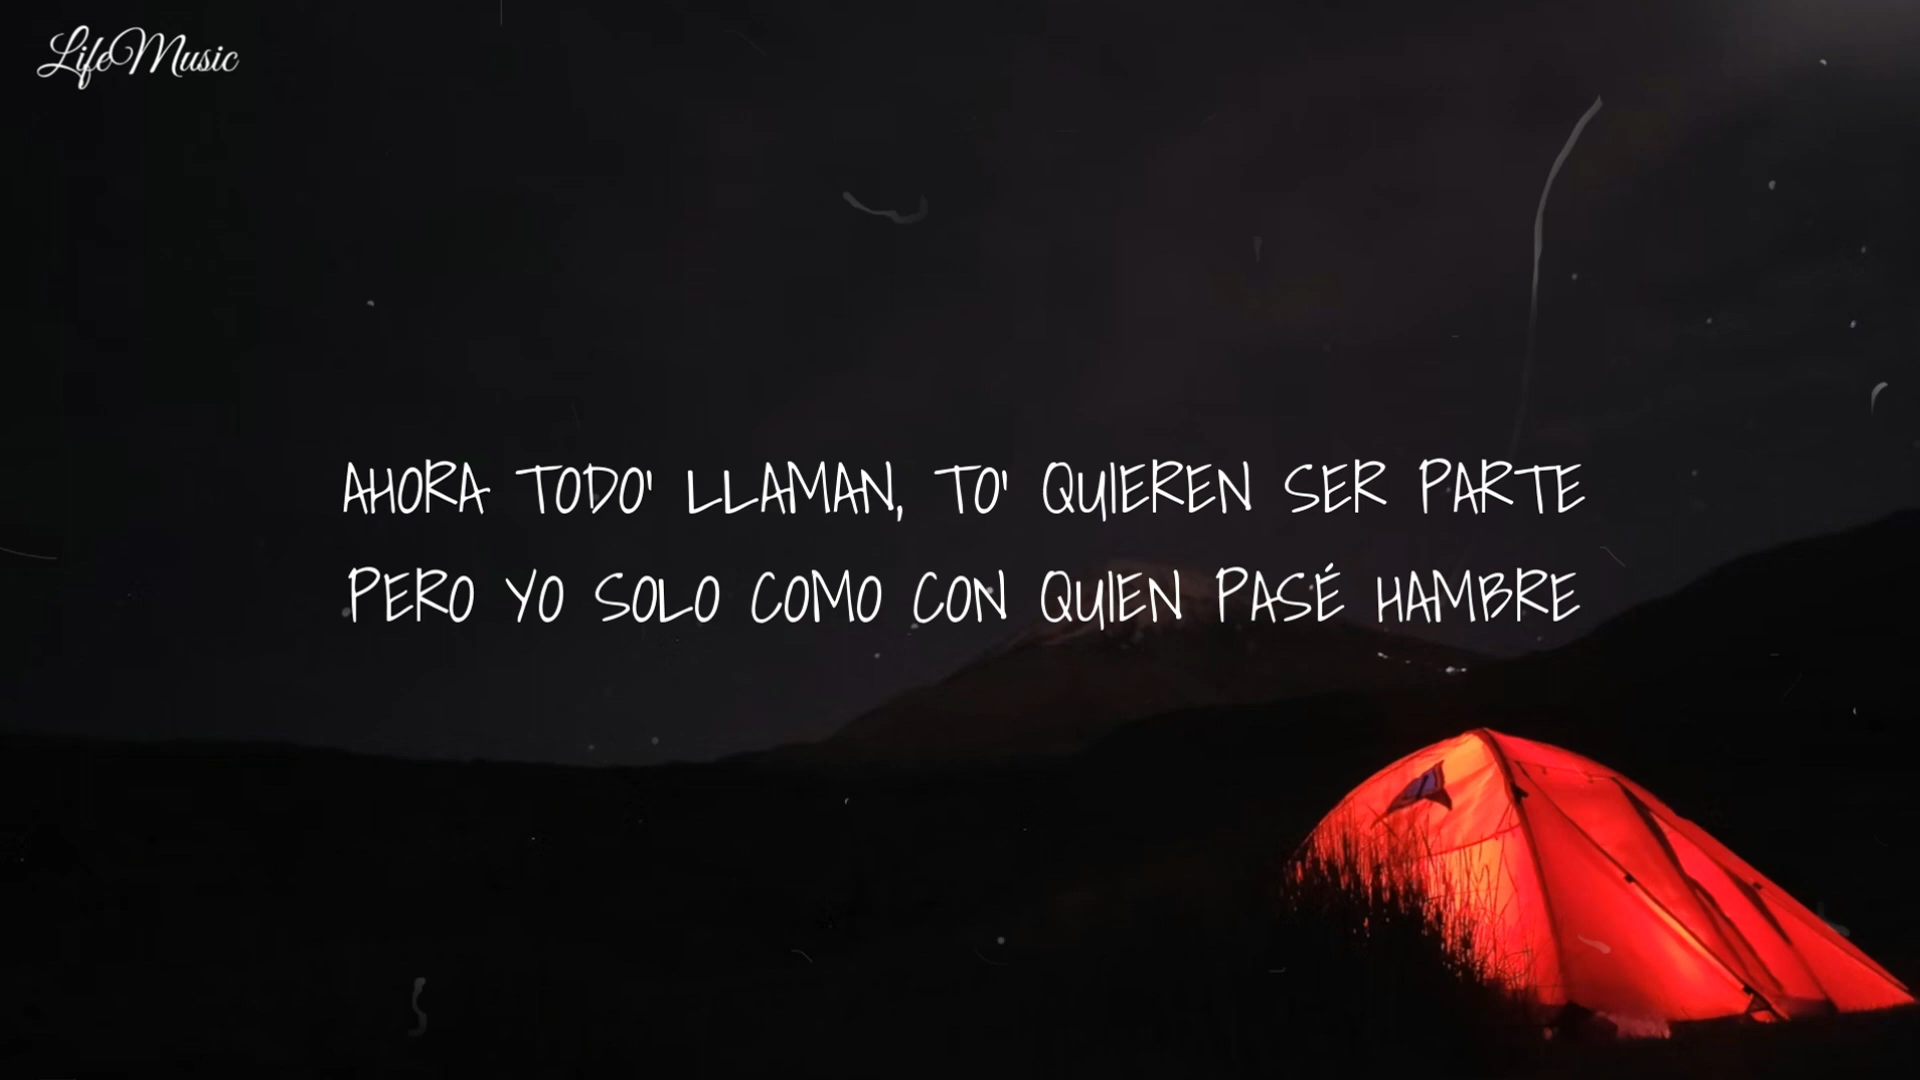 LifeMusic
AHORA TODO' LLAMAN, TO' QUIEREN SER PARTE
PERO YO SOLO COMO CON QUIEN PASÉ HAMBRE